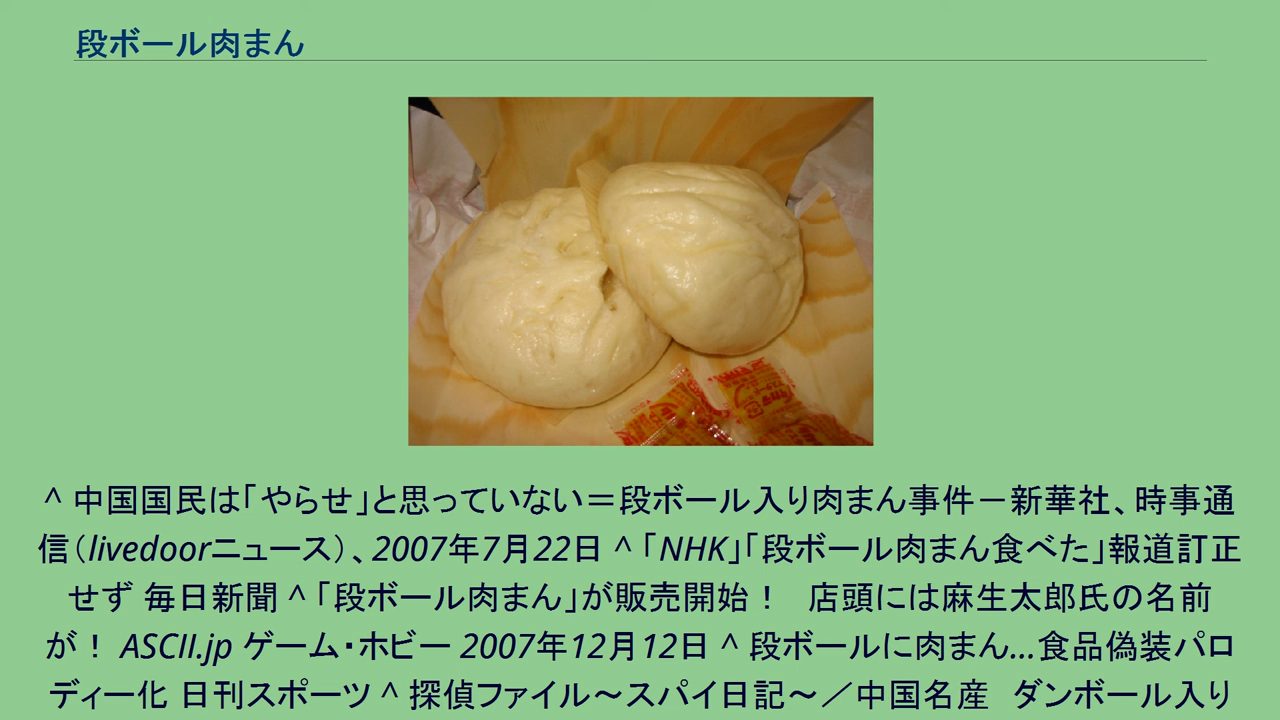 段ボール肉まん
^ 中国国民は「やらせ」と思っていない＝段ボール入り肉まん事件－新華社、時事通
信（livedoorニュース）、2007年7月22日 ^ 「NHK」「段ボール肉まん食べた」報道訂正
せず 毎日新聞 ^ 「段ボール肉まん」が販売開始！　店頭には麻生太郎氏の名前
が！ ASCII.jp ゲーム・ホビー 2007年12月12日 ^ 段ボールに肉まん…食品偽装パロ
ディー化 日刊スポーツ ^ 探偵ファイル～スパイ日記～／中国名産　ダンボール入り